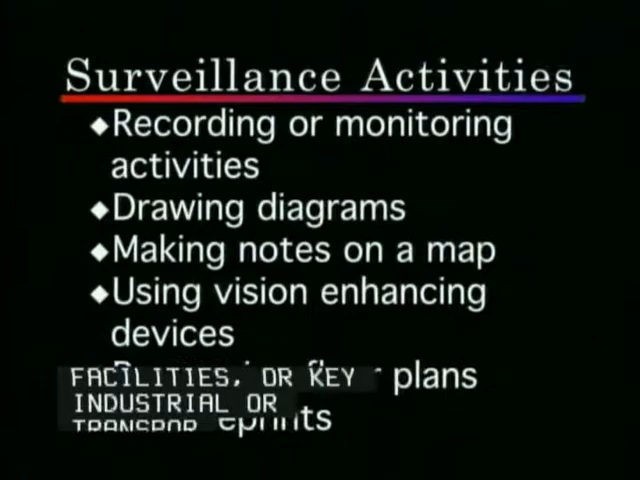 Surveillance Activities
◆Recording or monitoring
activities
◆Drawing diagrams
◆Making notes on a map
◆Using vision enhancing
devices
plans
FACILITIES, OR KEY
INDUSTRIAL OR
TRANSPOR